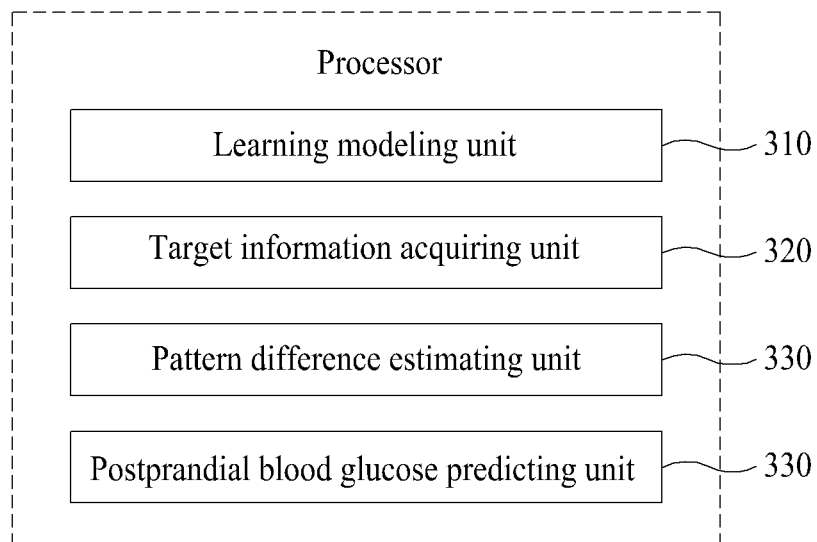 Processor
Learning modeling unit 310
Target information acquiring unit 320
Pattern difference estimating unit 330
Postprandial blood glucose predicting unit 330